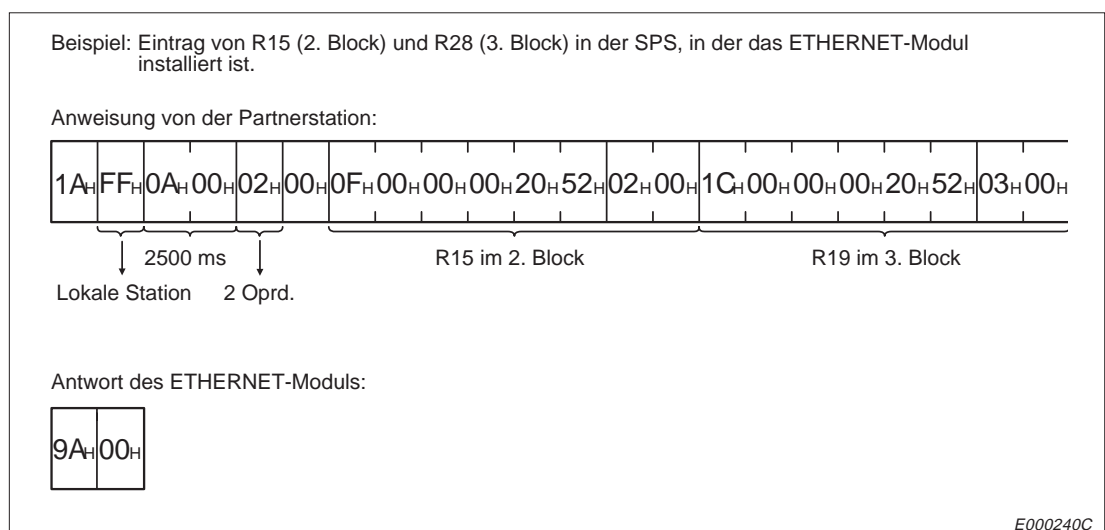 Beispiel: Eintrag von R15 (2. Block) und R28 (3. Block) in der SPS, in der das ETHERNET-Modul
installiert ist.
Anweisung von der Partnerstation:
1AH FFH 0AH 00H 02H 00H 0FH 00H 00H 00H 20H 52H 02H 00H 1CH 00H 00H 00H 20H 52H 03H 00H
2500 ms R15 im 2. Block R19 im 3. Block
Lokale Station 2 Oprd.
Antwort des ETHERNET-Moduls:
9AH 00H
E000240C